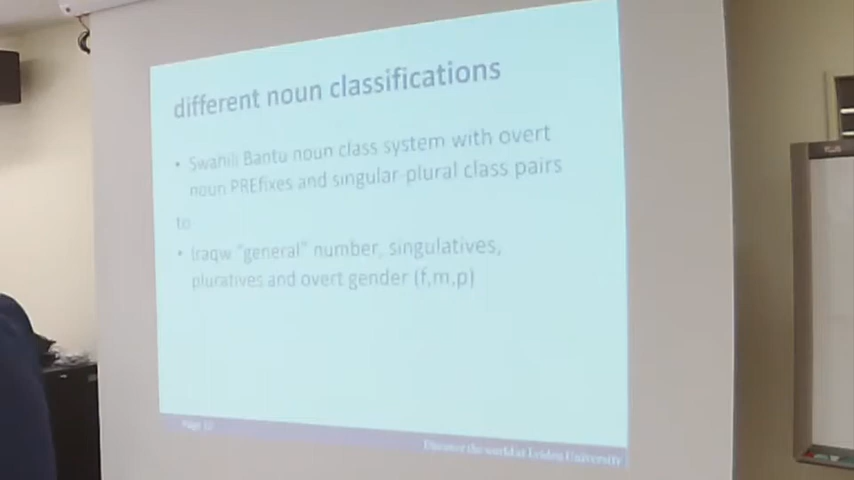 different noun classifications
• Swahili Bantu noun class system with overt
noun PREfixes and singular-plural class pairs
to
• Iraqw "general" number, singulatives,
pluratives and overt gender (f,m,p)
Page
Discover the world at Leiden University